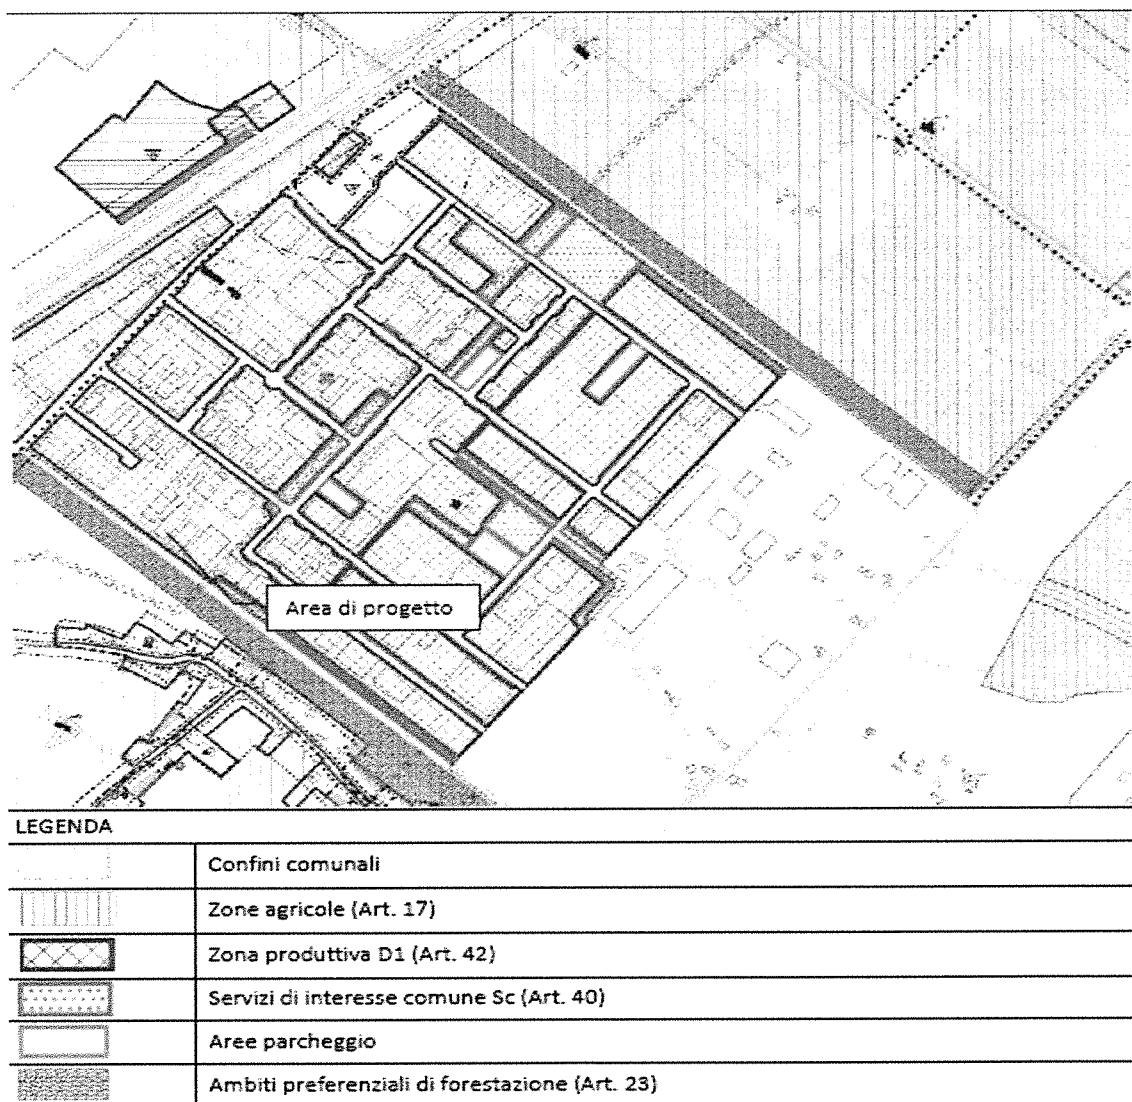 Area di progetto
LEGENDA
Confini comunali
Zone agricole (Art. 17)
Zona produttiva D1 (Art. 42)
Servizi di interesse comune Sc (Art. 40)
Aree parcheggio
Ambiti preferenziali di forestazione (Art. 23)